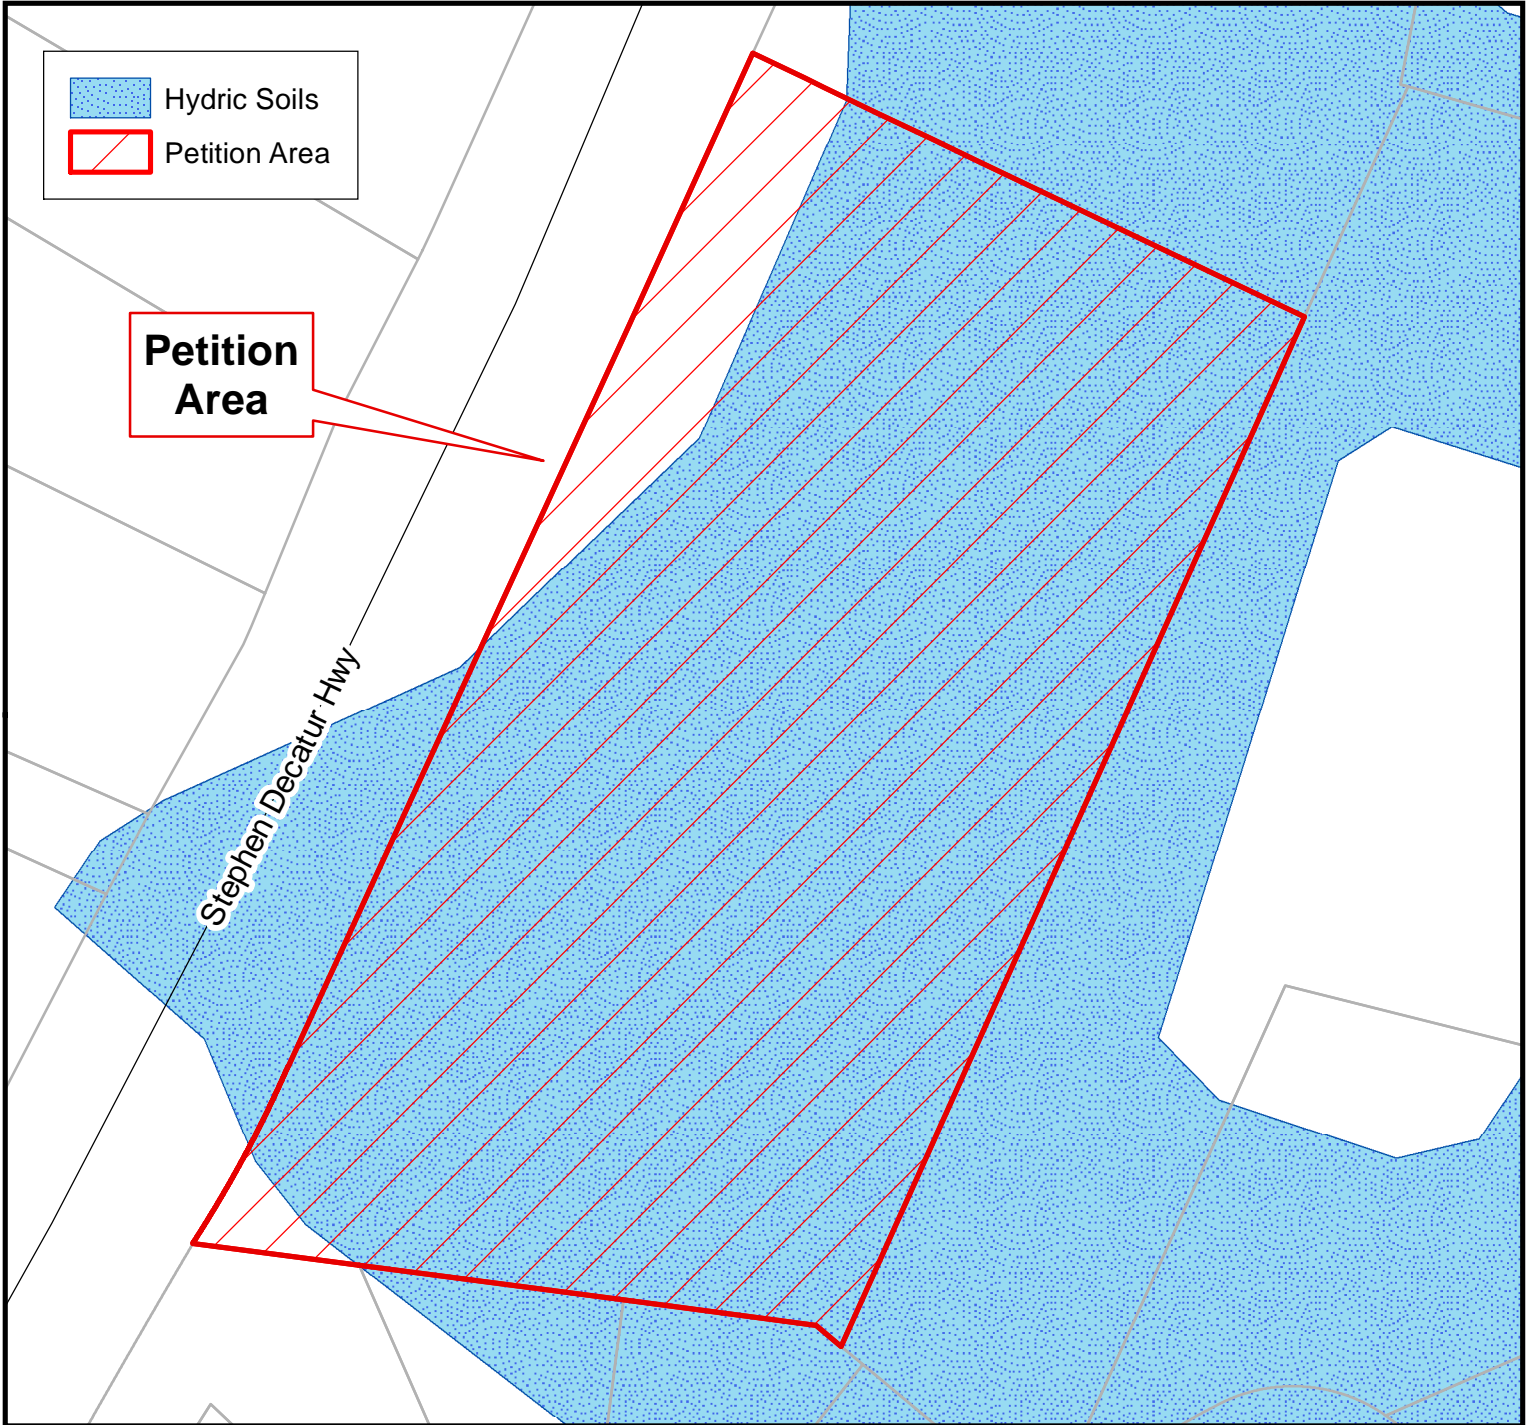 Hydric Soils
Petition Area
Petition
Area
Stephen Decatur Hwy